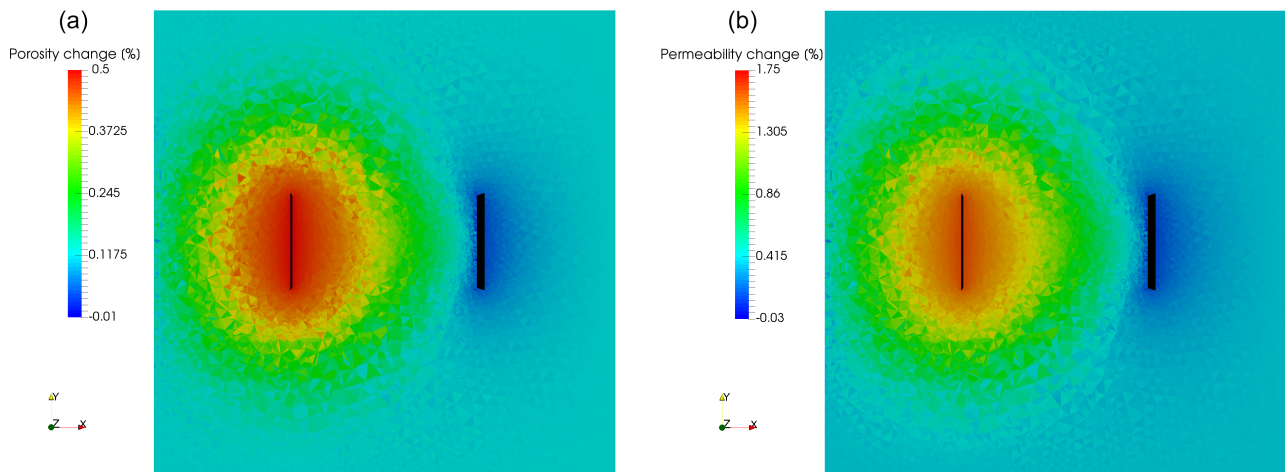 (a)
Porosity change [%]
0.5
0.3725
0.245
0.1175
-0.01
Y
Z
X
(b)
Permeability change [%]
1.75
1.305
0.86
0.415
-0.03
Y
Z
X